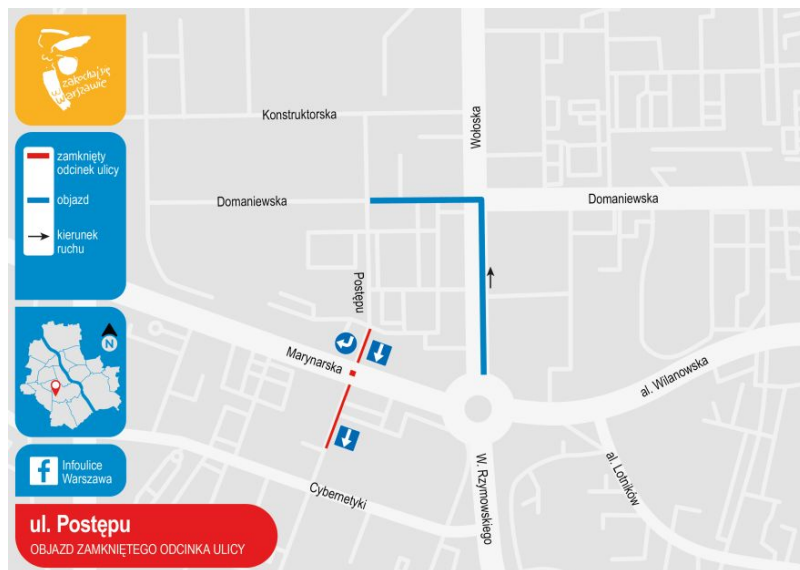 zakochaj się
w warszawie
zamknięty
odcinek ulicy
objazd
kierunek
ruchu
N
Infoulice
Warszawa
ul. Postępu
OBJAZD ZAMKNIĘTEGO ODCINKA ULICY
Konstruktorska
Wołoska
Domaniewska
Domaniewska
Postępu
Marynarska
al. Wilanowska
Cybernetyki
W. Rzymowskiego
al. Lotników